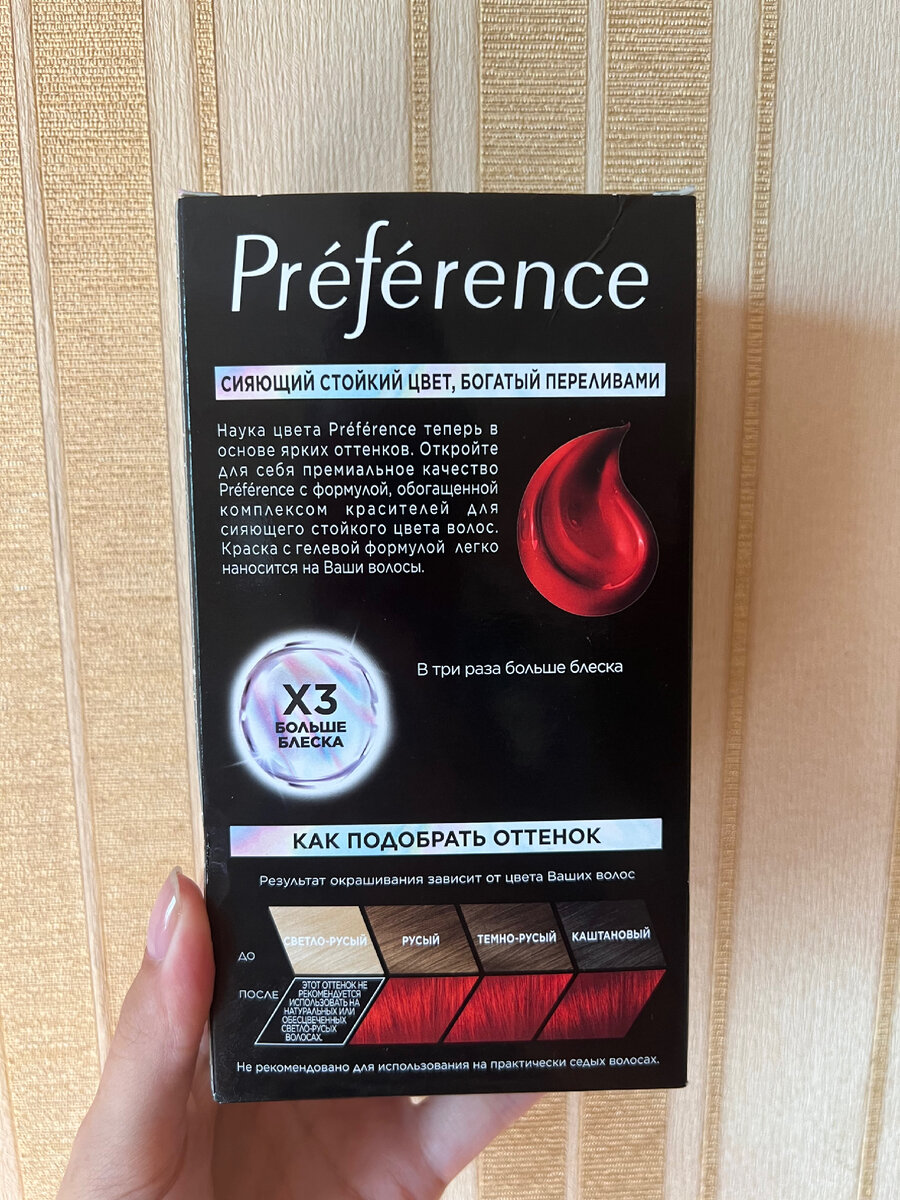 Préférence
СИЯЮЩИЙ СТОЙКИЙ ЦВЕТ, БОГАТЫЙ ПЕРЕЛИВАМИ
Наука цвета Préférence теперь в
основе ярких оттенков. Откройте
для себя премиальное качество
Préférence с формулой, обогащенной
комплексом красителей для
сияющего стойкого цвета волос.
Краска с гелевой формулой легко
наносится на Ваши волосы.
В три раза больше блеска
X3
БОЛЬШЕ
БЛЕСКА
КАК ПОДОБРАТЬ ОТТЕНОК
Результат окрашивания зависит от цвета Ваших волос
ДО
СВЕТЛО-РУСЫЙ
РУСЫЙ
ТЕМНО-РУСЫЙ
КАШТАНОВЫЙ
ПОСЛЕ
ЭТОТ ОТТЕНОК НЕ
РЕКОМЕНДУЕТСЯ
ИСПОЛЬЗОВАТЬ НА
НАТУРАЛЬНЫХ ИЛИ
ОБЕСЦВЕЧЕННЫХ
СВЕТЛО-РУСЫХ
ВОЛОСАХ.
Не рекомендовано для использования на практически седых волосах.